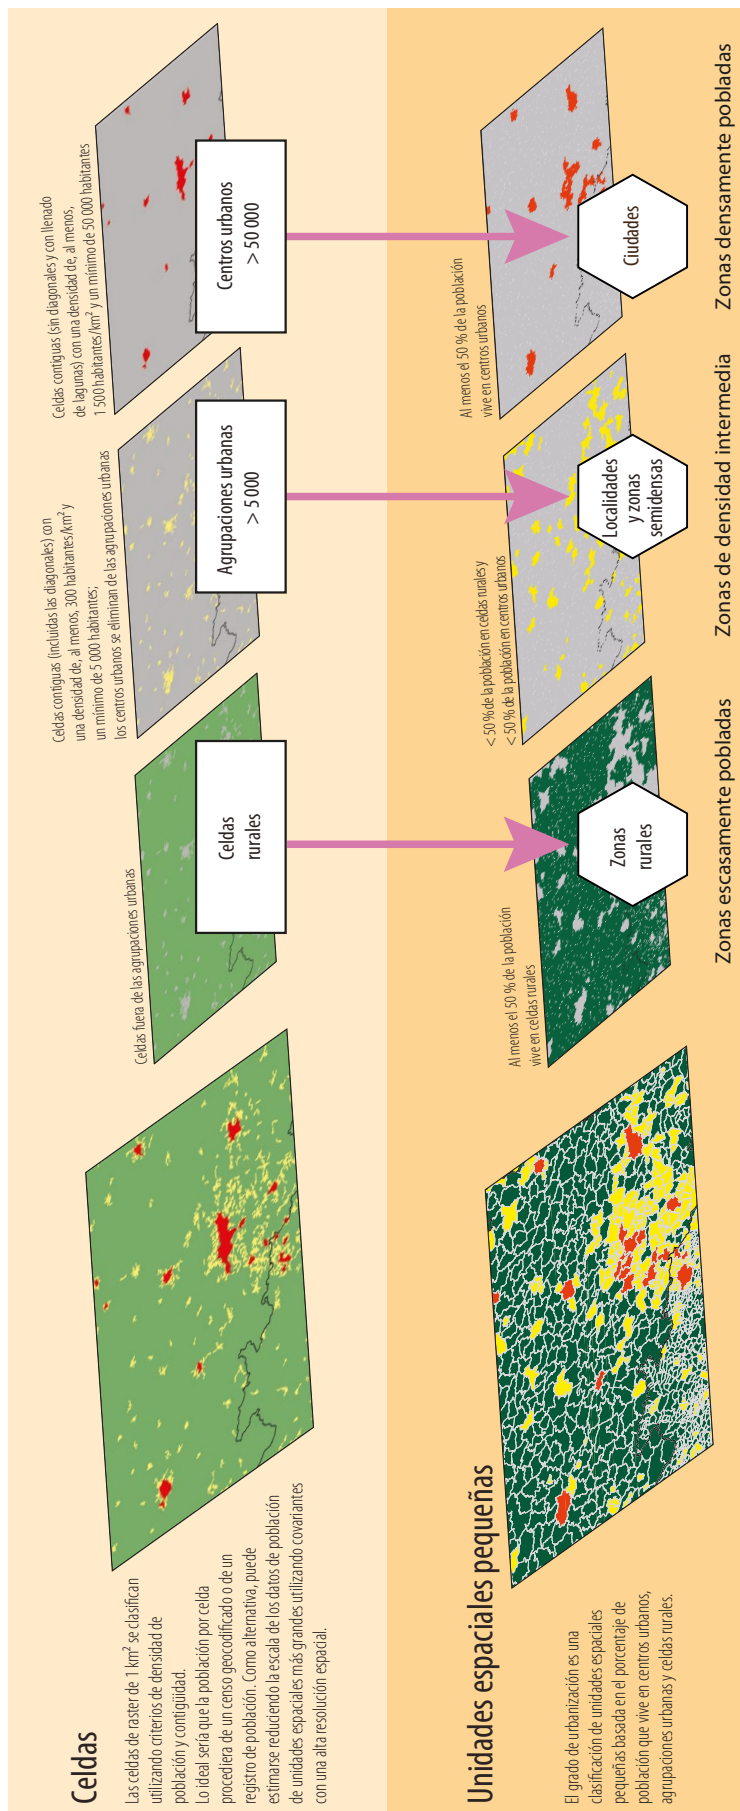 Celdas
Las celdas de raster de 1 km² se clasifican
utilizando criterios de densidad de
población y contigüidad.
Lo ideal sería que la población por celda
procediera de un censo geocodificado o de un
registro de población. Como alternativa, puede
estimarse reduciendo la escala de los datos de población
de unidades espaciales más grandes utilizando covariantes
con una alta resolución espacial.
Celdas fuera de las agrupaciones urbanas
Celdas
rurales
Celdas contiguas (incluidas las diagonales) con
una densidad de, al menos, 300 habitantes/km² y
un mínimo de 5 000 habitantes;
los centros urbanos se eliminan de las agrupaciones urbanas
Agrupaciones urbanas
> 5 000
Celdas contiguas (sin diagonales y con llenado
de lagunas) con una densidad de, al menos,
1 500 habitantes/km² y un mínimo de 50 000 habitantes
Centros urbanos
> 50 000
Unidades espaciales pequeñas
El grado de urbanización es una
clasificación de unidades espaciales
pequeñas basada en el porcentaje de
población que vive en centros urbanos,
agrupaciones urbanas y celdas rurales.
Al menos el 50 % de la población
vive en celdas rurales
Zonas
rurales
Zonas escasamente pobladas
< 50 % de la población en celdas rurales y
< 50 % de la población en centros urbanos
Localidades
y zonas
semidensas
Zonas de densidad intermedia
Al menos el 50 % de la población
vive en centros urbanos
Ciudades
Zonas densamente pobladas